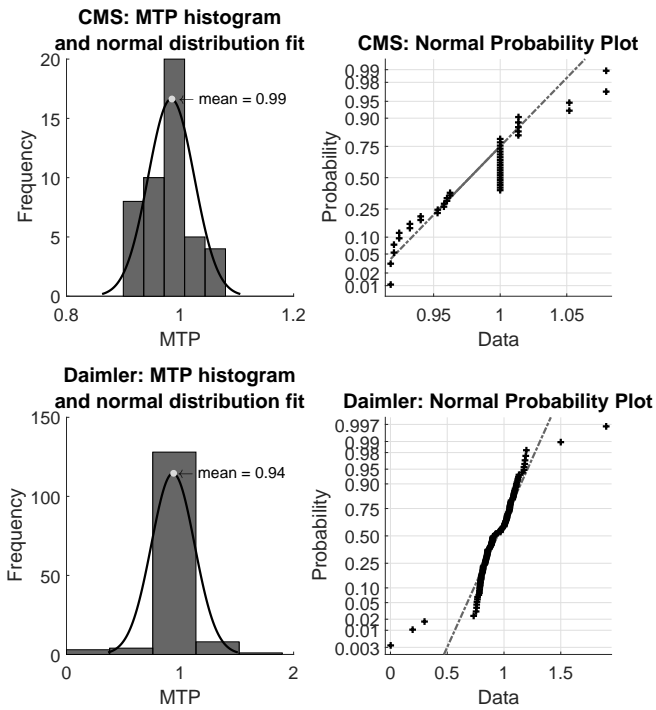 CMS: MTP histogram
and normal distribution fit
20
15
10
5
0
Frequency
← mean = 0.99
0.8
1
1.2
MTP
CMS: Normal Probability Plot
0.99
0.98
0.95
0.90
0.75
0.50
0.25
0.10
0.05
0.02
0.01
Probability
0.95
1
1.05
Data
Daimler: MTP histogram
and normal distribution fit
150
100
50
0
Frequency
← mean = 0.94
0
1
2
MTP
Daimler: Normal Probability Plot
0.997
0.99
0.98
0.95
0.90
0.75
0.50
0.25
0.10
0.05
0.02
0.01
0.003
Probability
0
0.5
1
1.5
Data